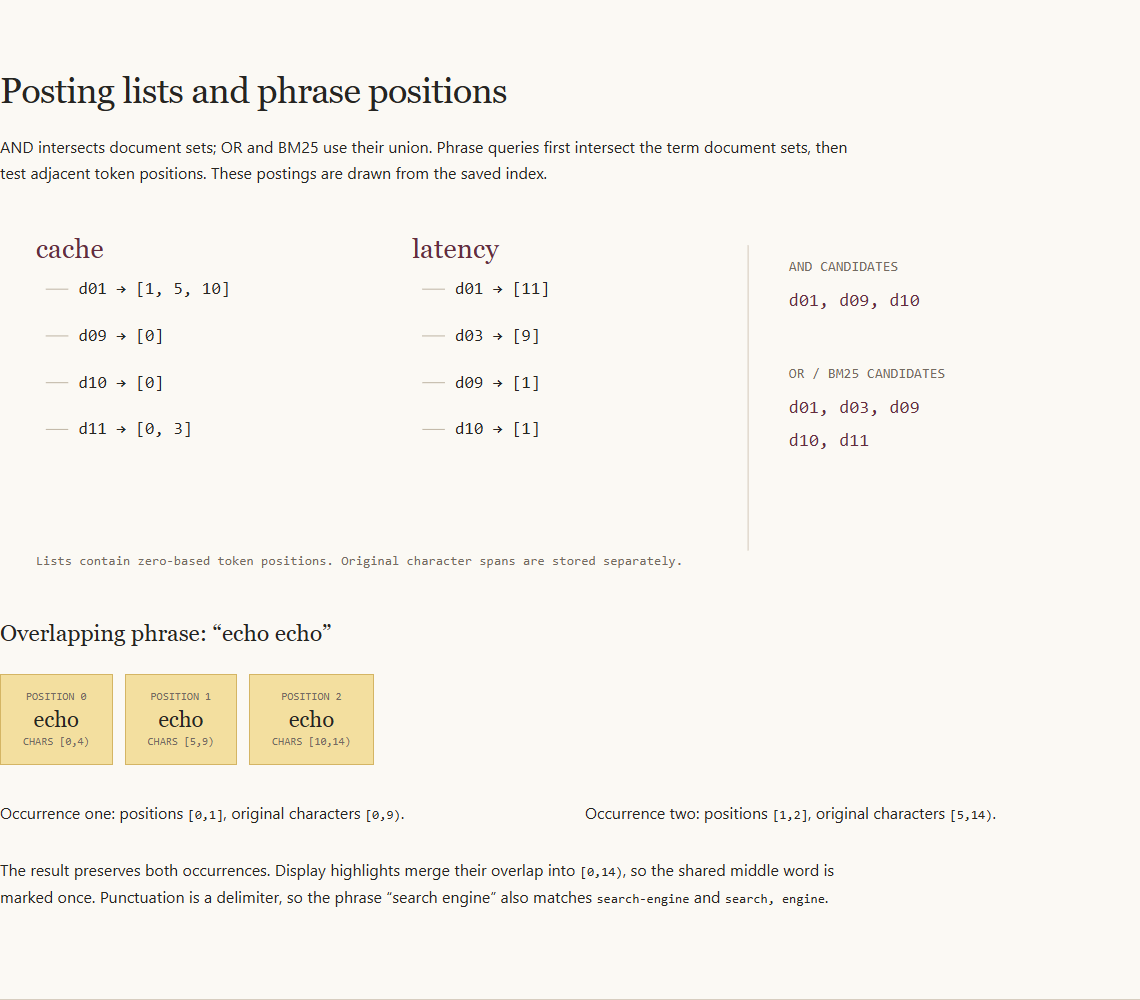 Posting lists and phrase positions
AND intersects document sets; OR and BM25 use their union. Phrase queries first intersect the term document sets, then
test adjacent token positions. These postings are drawn from the saved index.
cache
d01 → [1, 5, 10]
d09 → [0]
d10 → [0]
d11 → [0, 3]
latency
d01 → [11]
d03 → [9]
d09 → [1]
d10 → [1]
AND CANDIDATES
d01, d09, d10
OR / BM25 CANDIDATES
d01, d03, d09
d10, d11
Lists contain zero-based token positions. Original character spans are stored separately.
Overlapping phrase: “echo echo”
POSITION 0
echo
CHARS [0,4)
POSITION 1
echo
CHARS [5,9)
POSITION 2
echo
CHARS [10,14)
Occurrence one: positions [0,1], original characters [0,9).
Occurrence two: positions [1,2], original characters [5,14).
The result preserves both occurrences. Display highlights merge their overlap into [0,14), so the shared middle word is
marked once. Punctuation is a delimiter, so the phrase “search engine” also matches search-engine and search, engine.